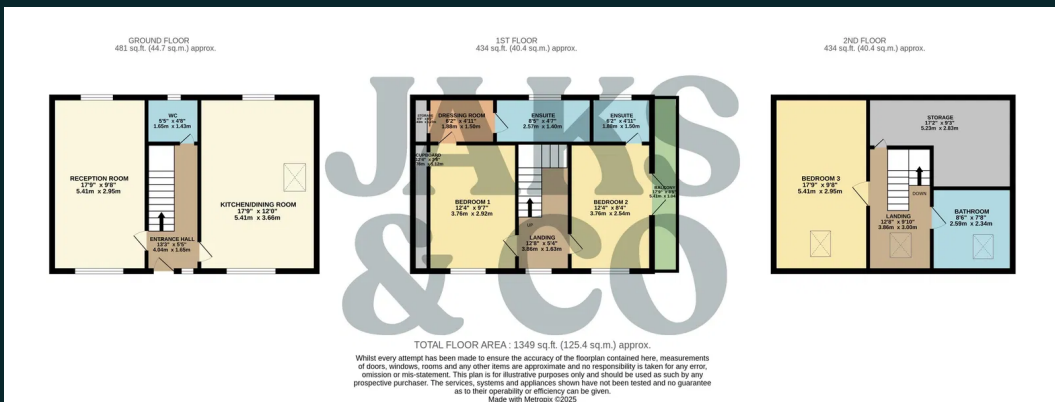 GROUND FLOOR
481 sq.ft. (44.7 sq.m.) approx.
1ST FLOOR
434 sq.ft. (40.4 sq.m.) approx.
2ND FLOOR
434 sq.ft. (40.4 sq.m.) approx.
JAKS
& CO
&
RECEPTION ROOM
17'9" x 9'8"
5.41m x 2.95m
WC
5'5" x 4'8"
1.65m x 1.43m
KITCHEN/DINING ROOM
17'9" x 12'0"
5.41m x 3.66m
ENTRANCE HALL
13'3" x 5'5"
4.04m x 1.65m
STORAGE
DRESSING ROOM
6'2" x 4'11"
1.88m x 1.50m
ENSUITE
8'5" x 4'7"
2.57m x 1.40m
ENSUITE
6'2" x 4'11"
1.88m x 1.50m
CUPBOARD
BEDROOM 1
12'4" x 9'7"
3.76m x 2.92m
UP
LANDING
12'8" x 5'4"
3.86m x 1.63m
BEDROOM 2
12'4" x 8'4"
3.76m x 2.54m
BALCONY
BEDROOM 3
17'9" x 9'8"
5.41m x 2.95m
STORAGE
17'2" x 9'3"
5.23m x 2.83m
DOWN
LANDING
12'8" x 9'10"
3.86m x 3.00m
BATHROOM
8'6" x 7'8"
2.59m x 2.34m
TOTAL FLOOR AREA : 1349 sq.ft. (125.4 sq.m.) approx.
Whilst every attempt has been made to ensure the accuracy of the floorplan contained here, measurements
of doors, windows, rooms and any other items are approximate and no responsibility is taken for any error,
omission or mis-statement. This plan is for illustrative purposes only and should be used as such by any
prospective purchaser. The services, systems and appliances shown have not been tested and no guarantee
as to their operability or efficiency can be given.
Made with Metropix ©2025